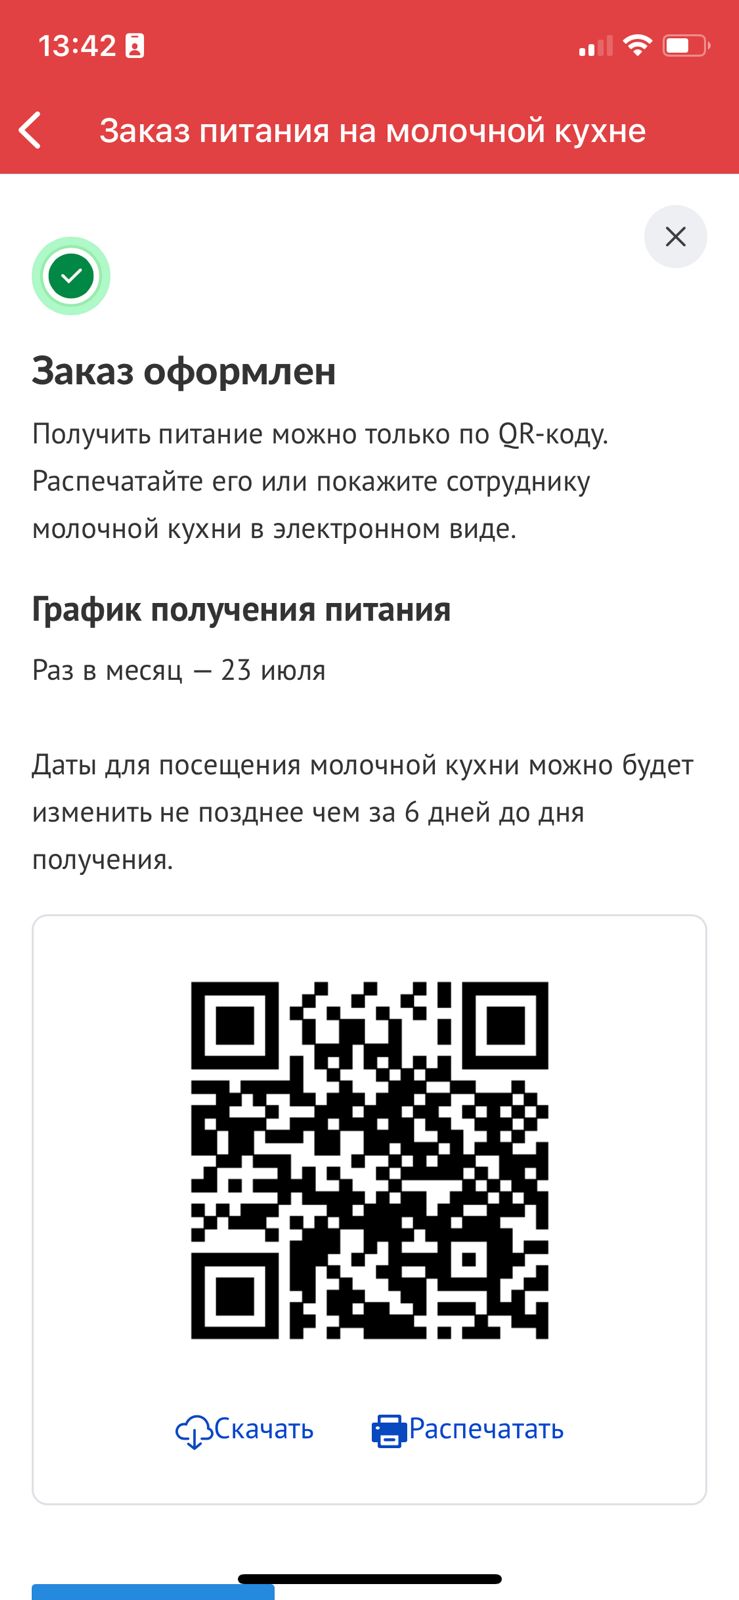 13:42
Заказ питания на молочной кухне
Заказ оформлен
Получить питание можно только по QR-коду.
Распечатайте его или покажите сотруднику
молочной кухни в электронном виде.
График получения питания
Раз в месяц — 23 июля
Даты для посещения молочной кухни можно будет
изменить не позднее чем за 6 дней до дня
получения.
Скачать
Распечатать